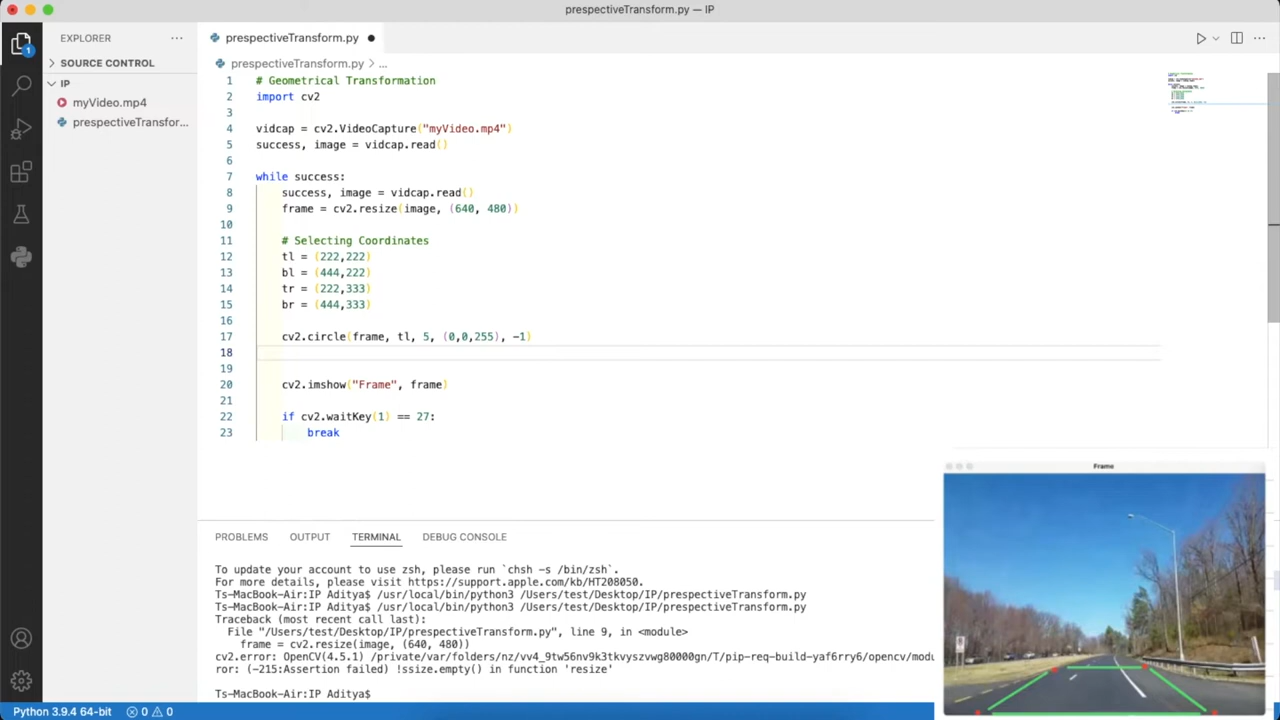 prespectiveTransform.py — IP
EXPLORER
SOURCE CONTROL
IP
myVideo.mp4
prespectiveTransfor...
1
prespectiveTransform.py
prespectiveTransform.py > ...
1 # Geometrical Transformation
2 import cv2
3
4 vidcap = cv2.VideoCapture("myVideo.mp4")
5 success, image = vidcap.read()
6
7 while success:
8 success, image = vidcap.read()
9 frame = cv2.resize(image, (640, 480))
10
11 # Selecting Coordinates
12 tl = (222,222)
13 bl = (444,222)
14 tr = (222,333)
15 br = (444,333)
16
17 cv2.circle(frame, tl, 5, (0,0,255), -1)
18
19
20 cv2.imshow("Frame", frame)
21
22 if cv2.waitKey(1) == 27:
23 break
PROBLEMS OUTPUT TERMINAL DEBUG CONSOLE
To update your account to use zsh, please run `chsh -s /bin/zsh`.
For more details, please visit https://support.apple.com/kb/HT208050.
Ts-MacBook-Air:IP Aditya$ /usr/local/bin/python3 /Users/test/Desktop/IP/prespectiveTransform.py
Ts-MacBook-Air:IP Aditya$ /usr/local/bin/python3 /Users/test/Desktop/IP/prespectiveTransform.py
Traceback (most recent call last):
File "/Users/test/Desktop/IP/prespectiveTransform.py", line 9, in <module>
frame = cv2.resize(image, (640, 480))
cv2.error: OpenCV(4.5.1) /private/var/folders/nz/vv4_9tw56nv9k3tkvyszvwg80000gn/T/pip-req-build-yaf6rry6/opencv/modu
ror: (-215:Assertion failed) !ssize.empty() in function 'resize'
Ts-MacBook-Air:IP Aditya$
Frame
Python 3.9.4 64-bit 0 0